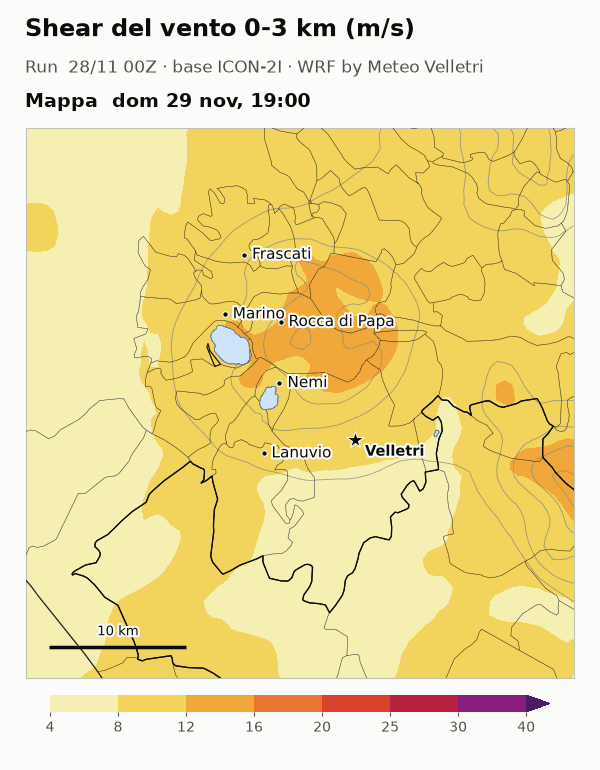 Shear del vento 0-3 km (m/s)
Run 28/11 00Z · base ICON-2I · WRF by Meteo Velletri
Mappa dom 29 nov, 19:00
Frascati
Marino
Rocca di Papa
Nemi
Velletri
Lanuvio
10 km
4 8 12 16 20 25 30 40